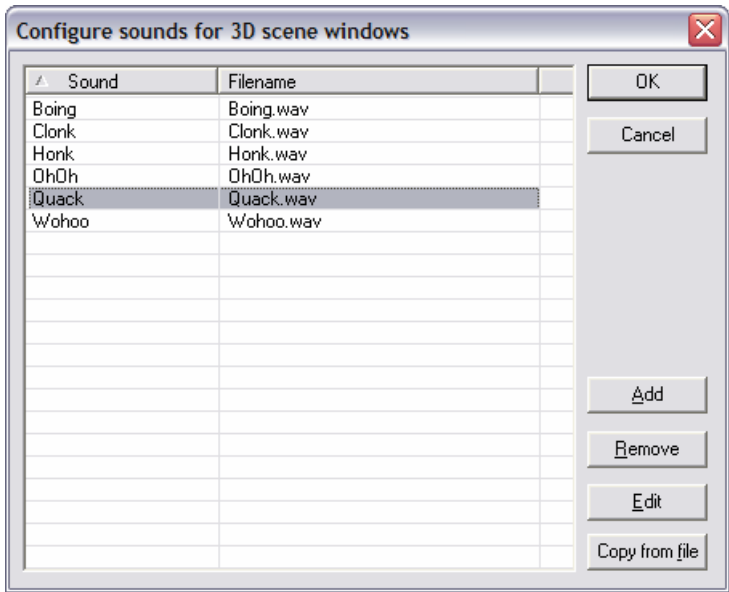 Configure sounds for 3D scene windows
Sound Filename
Boing Boing.wav
Clonk Clonk.wav
Honk Honk.wav
OhOh OhOh.wav
Quack Quack.wav
Wohoo Wohoo.wav
OK
Cancel
Add
Remove
Edit
Copy from file